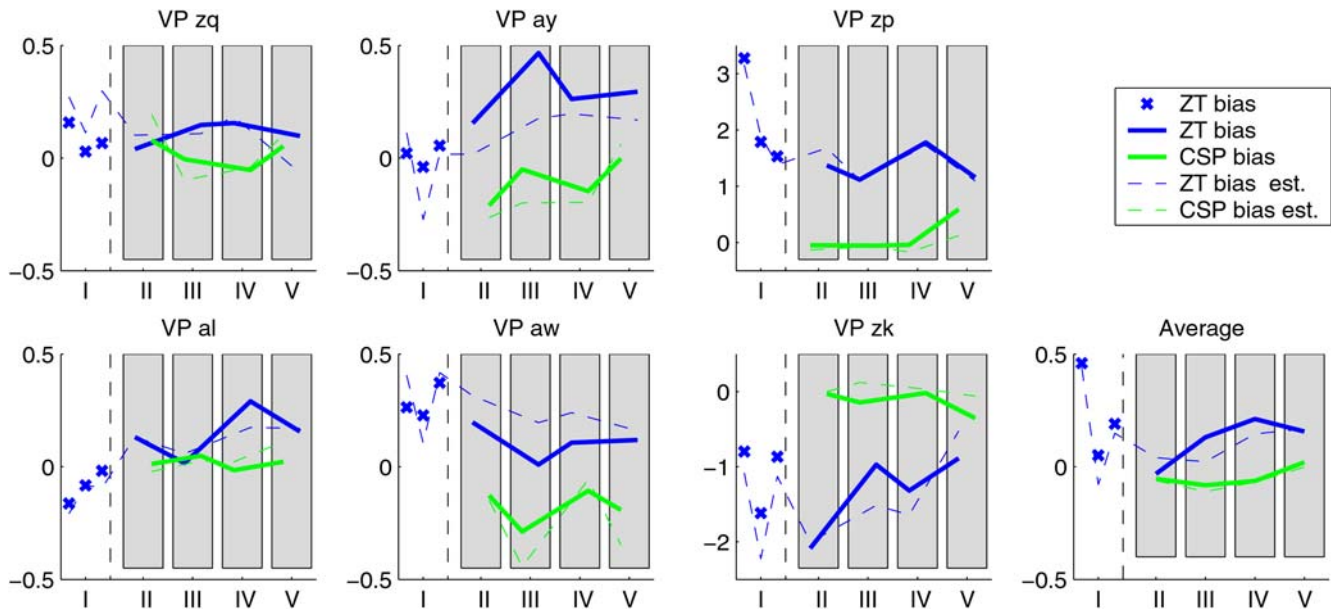 VP zq
VP ay
VP zp
0.5
0
−0.5
I II III IV V
0.5
0
−0.5
I II III IV V
3
2
1
0
I II III IV V
ZT bias
ZT bias
CSP bias
ZT bias est.
CSP bias est.
VP al
VP aw
VP zk
Average
0.5
0
−0.5
I II III IV V
0.5
0
−0.5
I II III IV V
0
−1
−2
I II III IV V
0.5
0
−0.5
I II III IV V